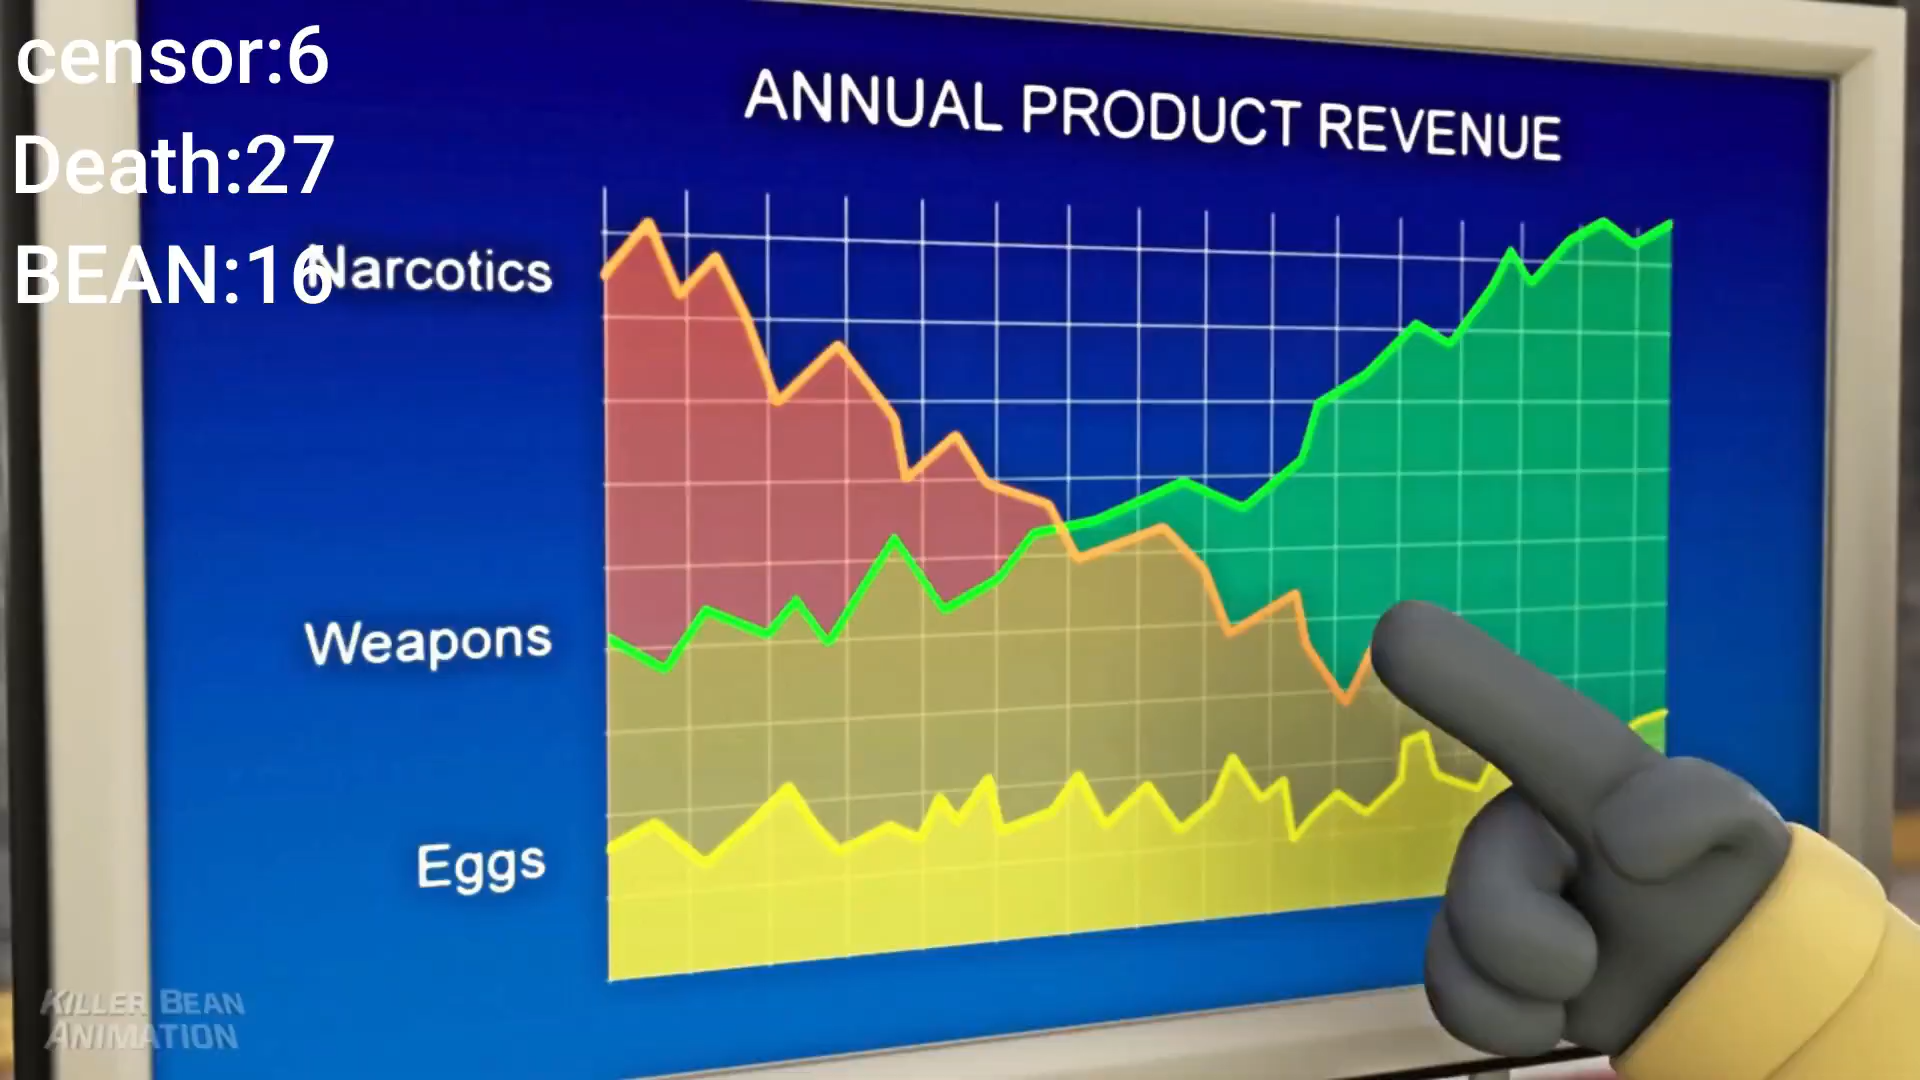 censor:6
Death:27
BEAN:16
ANNUAL PRODUCT REVENUE
Narcotics
Weapons
Eggs
KILLER BEAN
ANIMATION